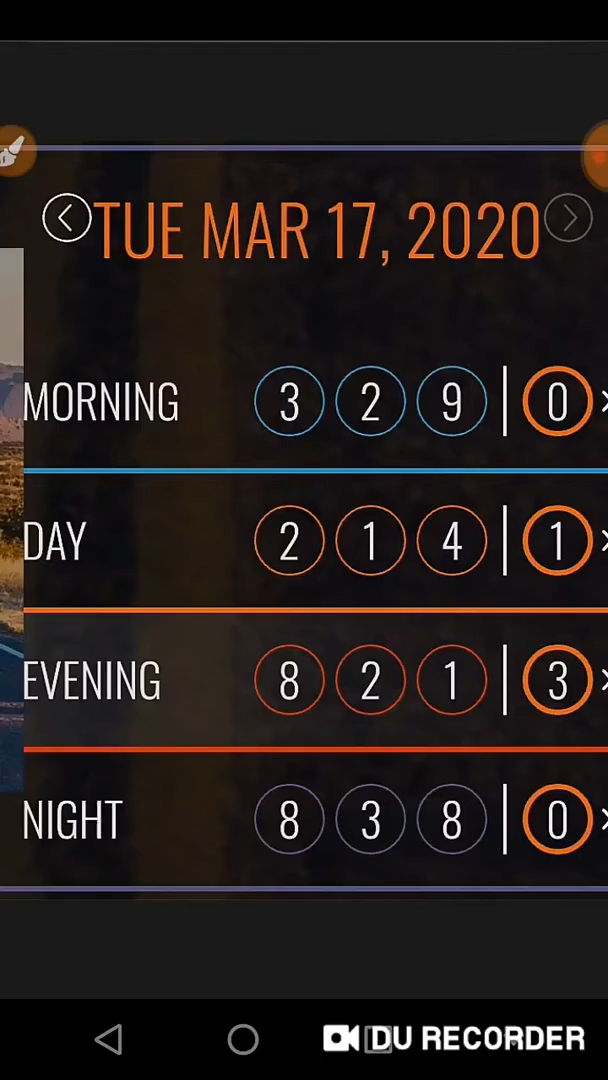 TUE MAR 17, 2020
MORNING 3 2 9 | 0
DAY 2 1 4 | 1
EVENING 8 2 1 | 3
NIGHT 8 3 8 | 0
DU RECORDER